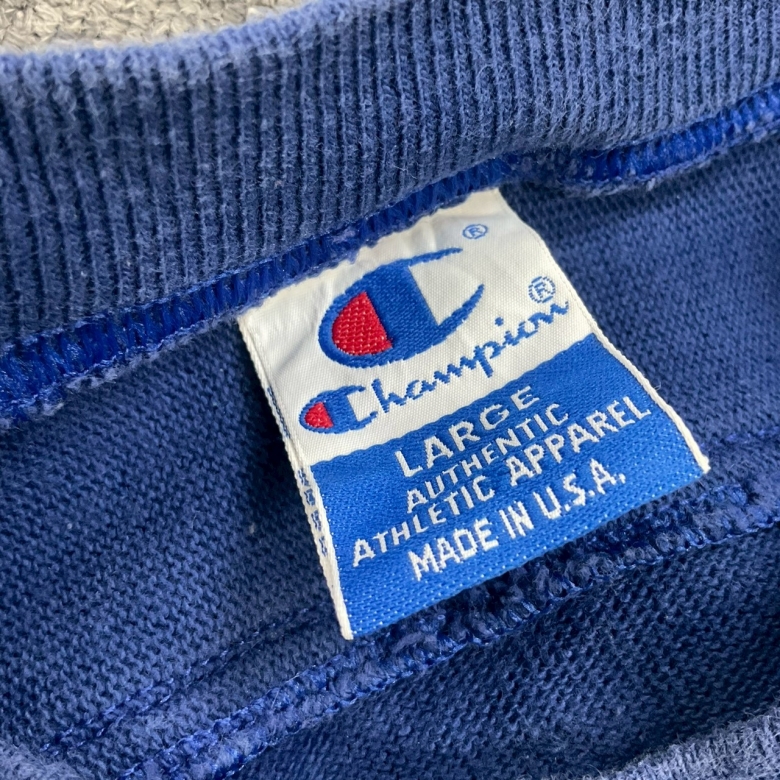 ®
Champion®
LARGE
AUTHENTIC
ATHLETIC APPAREL
MADE IN U.S.A.